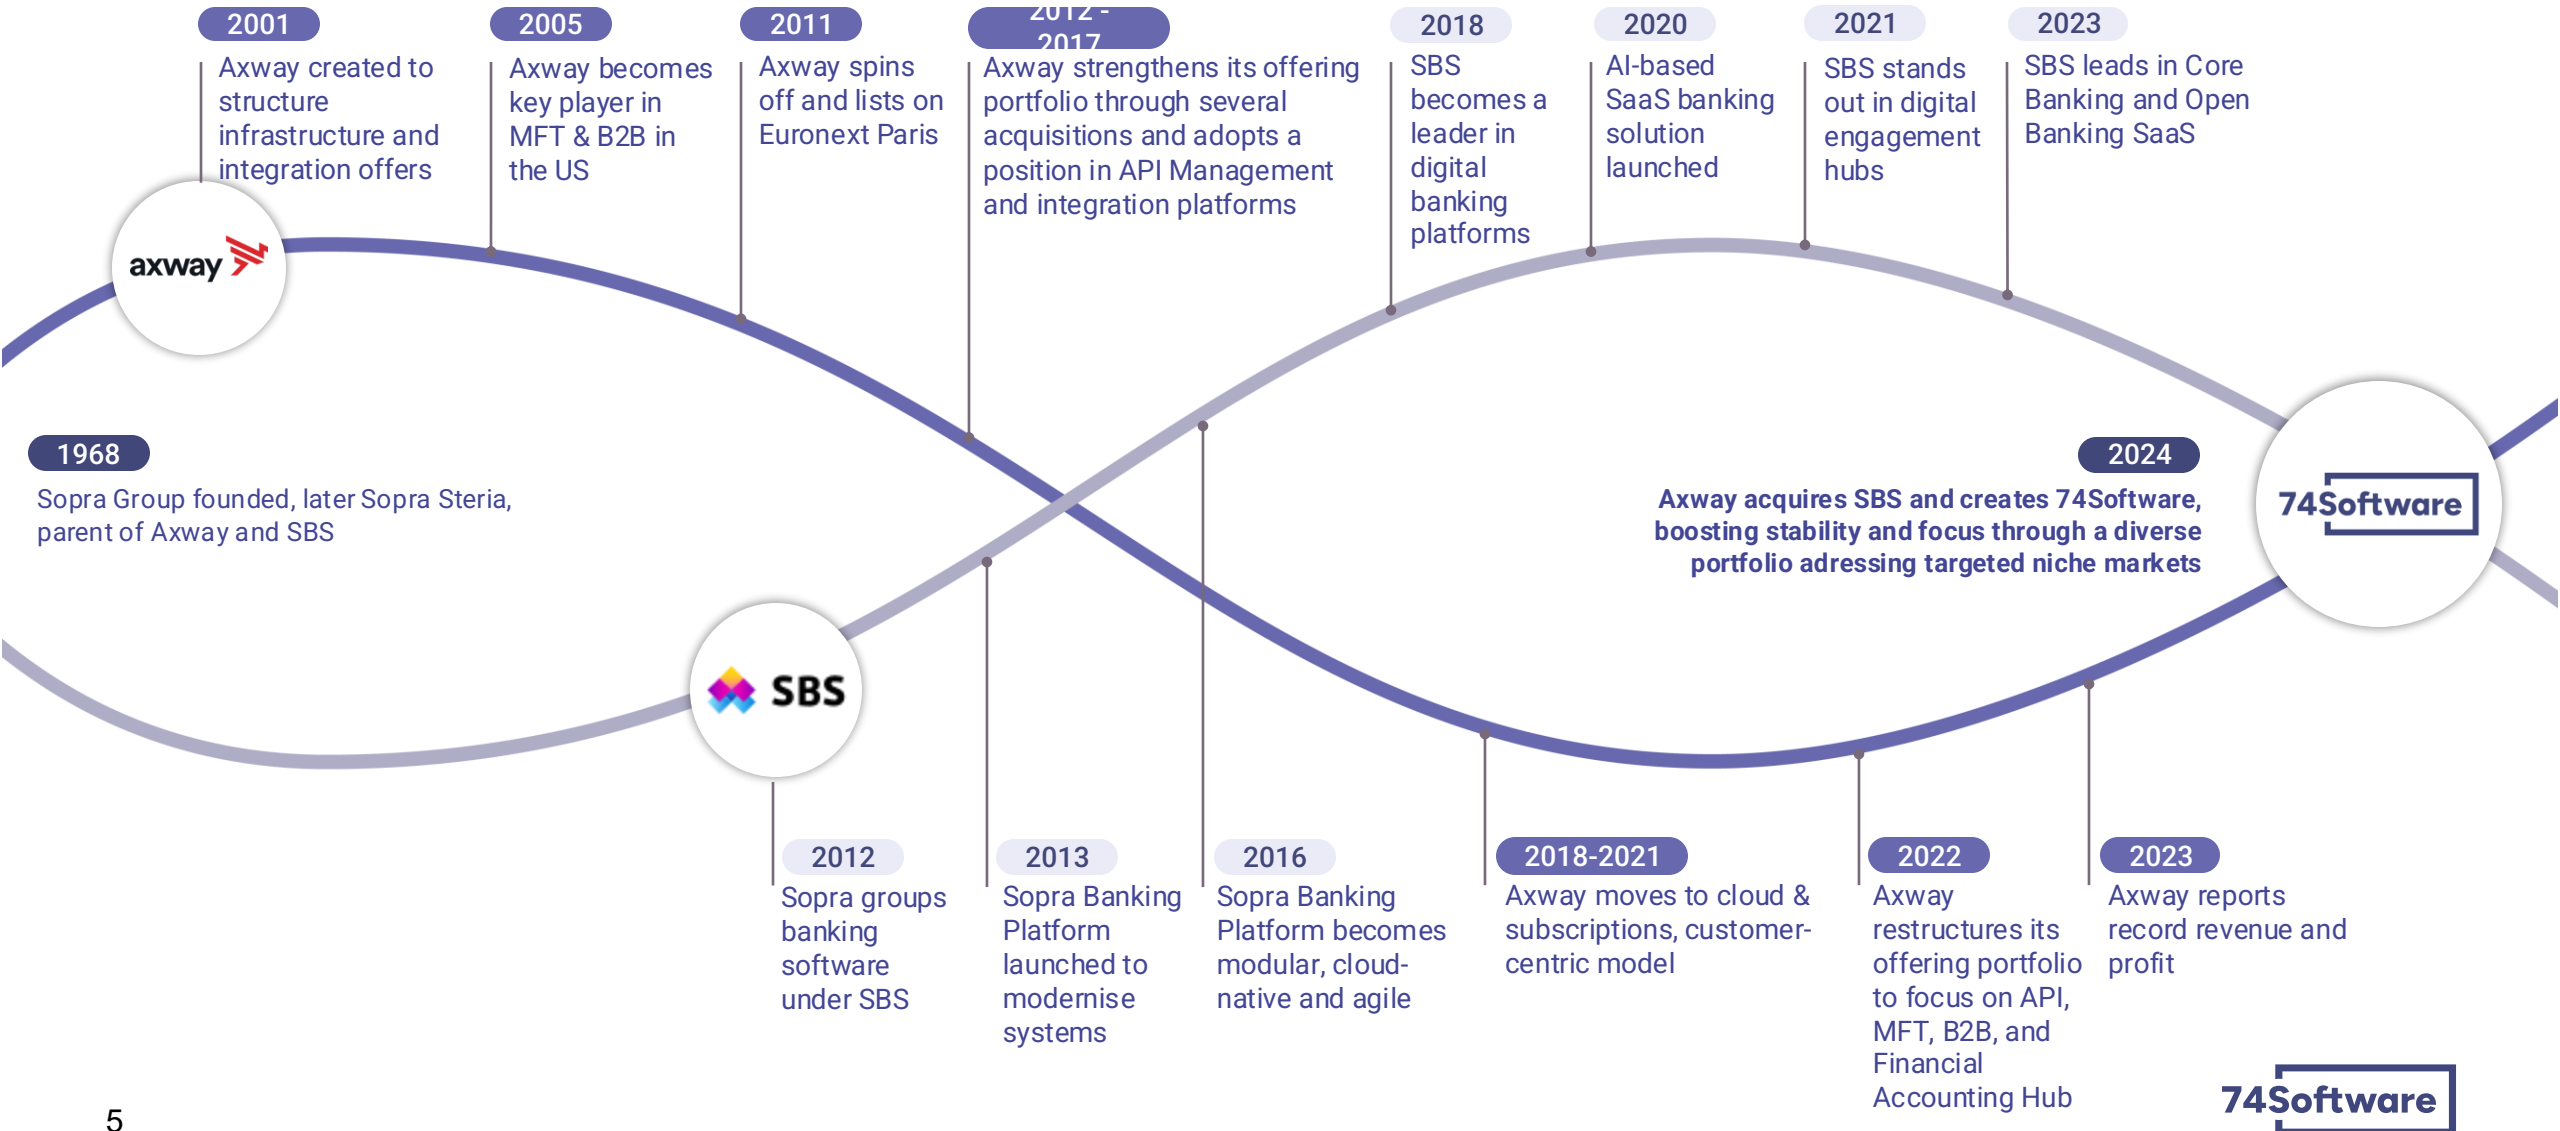 2001
Axway created to
structure
infrastructure and
integration offers
2005
Axway becomes
key player in
MFT & B2B in
the US
2011
Axway spins
off and lists on
Euronext Paris
2012 -
2017
Axway strengthens its offering
portfolio through several
acquisitions and adopts a
position in API Management
and integration platforms
2018
SBS
becomes a
leader in
digital
banking
platforms
2020
AI-based
SaaS banking
solution
launched
2021
SBS stands
out in digital
engagement
hubs
2023
SBS leads in Core
Banking and Open
Banking SaaS
axway
1968
Sopra Group founded, later Sopra Steria,
parent of Axway and SBS
2024
Axway acquires SBS and creates 74Software,
boosting stability and focus through a diverse
portfolio adressing targeted niche markets
74Software
SBS
2012
Sopra groups
banking
software
under SBS
2013
Sopra Banking
Platform
launched to
modernise
systems
2016
Sopra Banking
Platform becomes
modular, cloud-
native and agile
2018-2021
Axway moves to cloud &
subscriptions, customer-
centric model
2022
Axway
restructures its
offering portfolio
to focus on API,
MFT, B2B, and
Financial
Accounting Hub
2023
Axway reports
record revenue and
profit
5
74Software